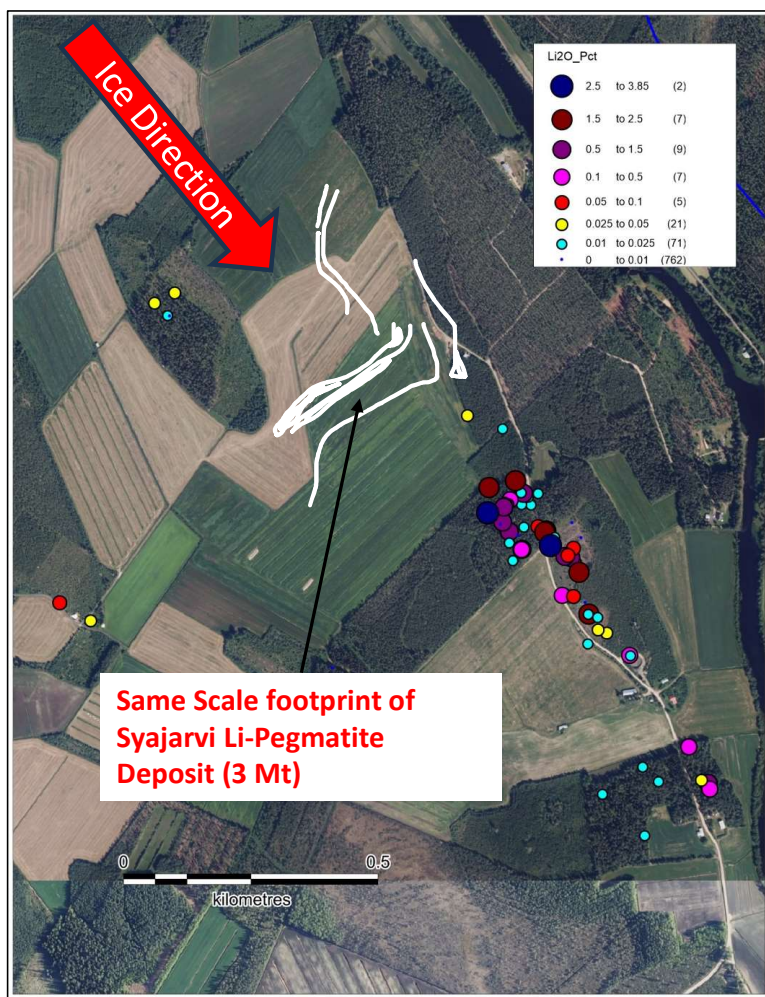 Ice Direction
Li2O_Pct
2.5 to 3.85 (2)
1.5 to 2.5 (7)
0.5 to 1.5 (9)
0.1 to 0.5 (7)
0.05 to 0.1 (5)
0.025 to 0.05 (21)
0.01 to 0.025 (71)
0 to 0.01 (762)
Same Scale footprint of
Syajarvi Li-Pegmatite
Deposit (3 Mt)
0 0.5
kilometres